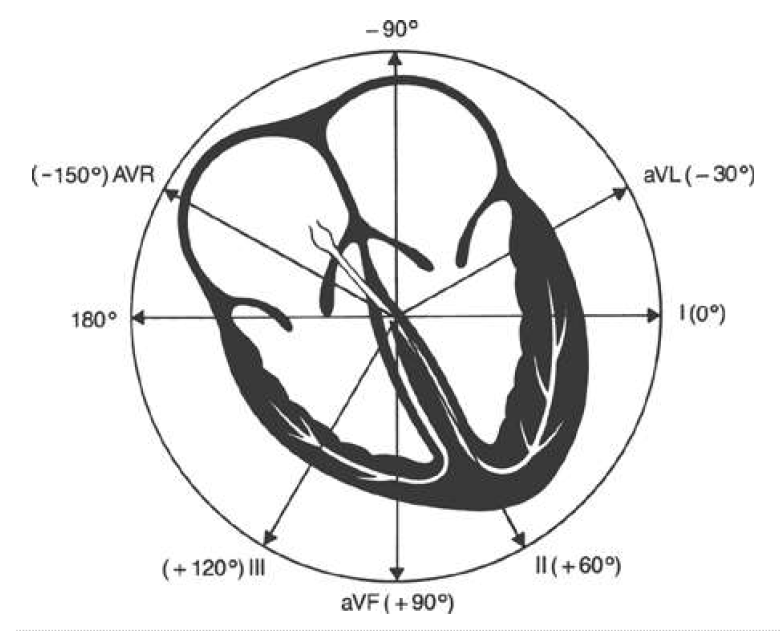 −90°
(-150°) AVR
aVL (−30°)
180°
I (0°)
(+120°) III
II (+60°)
aVF (+90°)